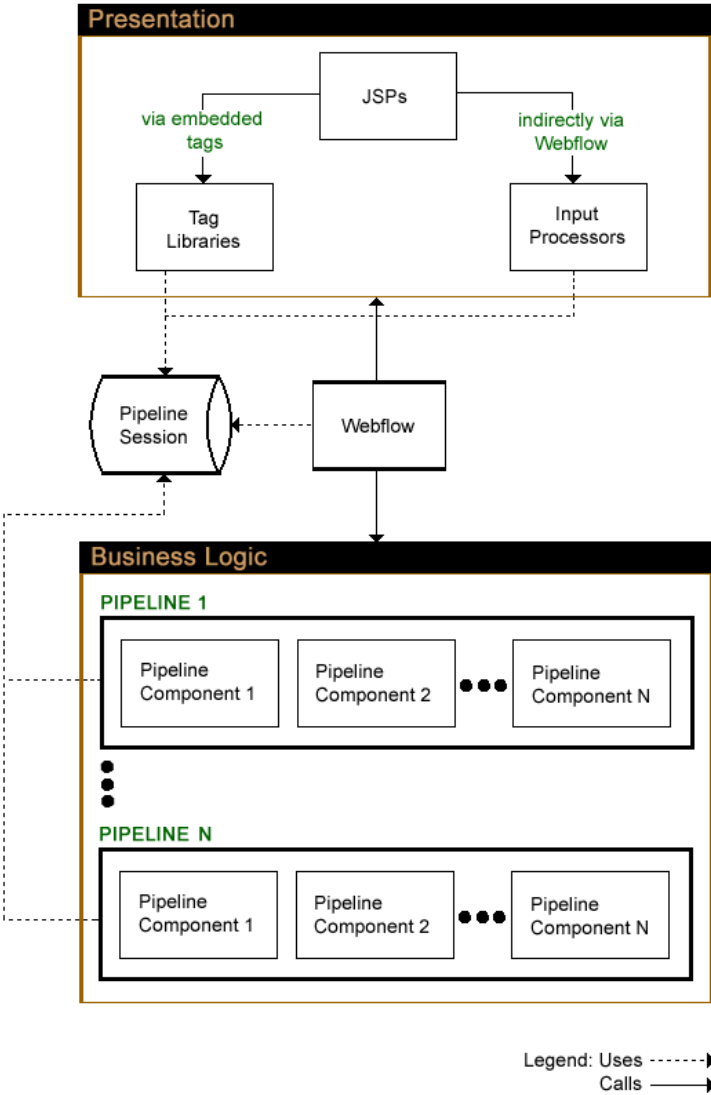 Presentation
JSPs
via embedded
tags
indirectly via
Webflow
Tag
Libraries
Input
Processors
Pipeline
Session
Webflow
Business Logic
PIPELINE 1
Pipeline
Component 1
Pipeline
Component 2
Pipeline
Component N
PIPELINE N
Pipeline
Component 1
Pipeline
Component 2
Pipeline
Component N
Legend: Uses
Calls